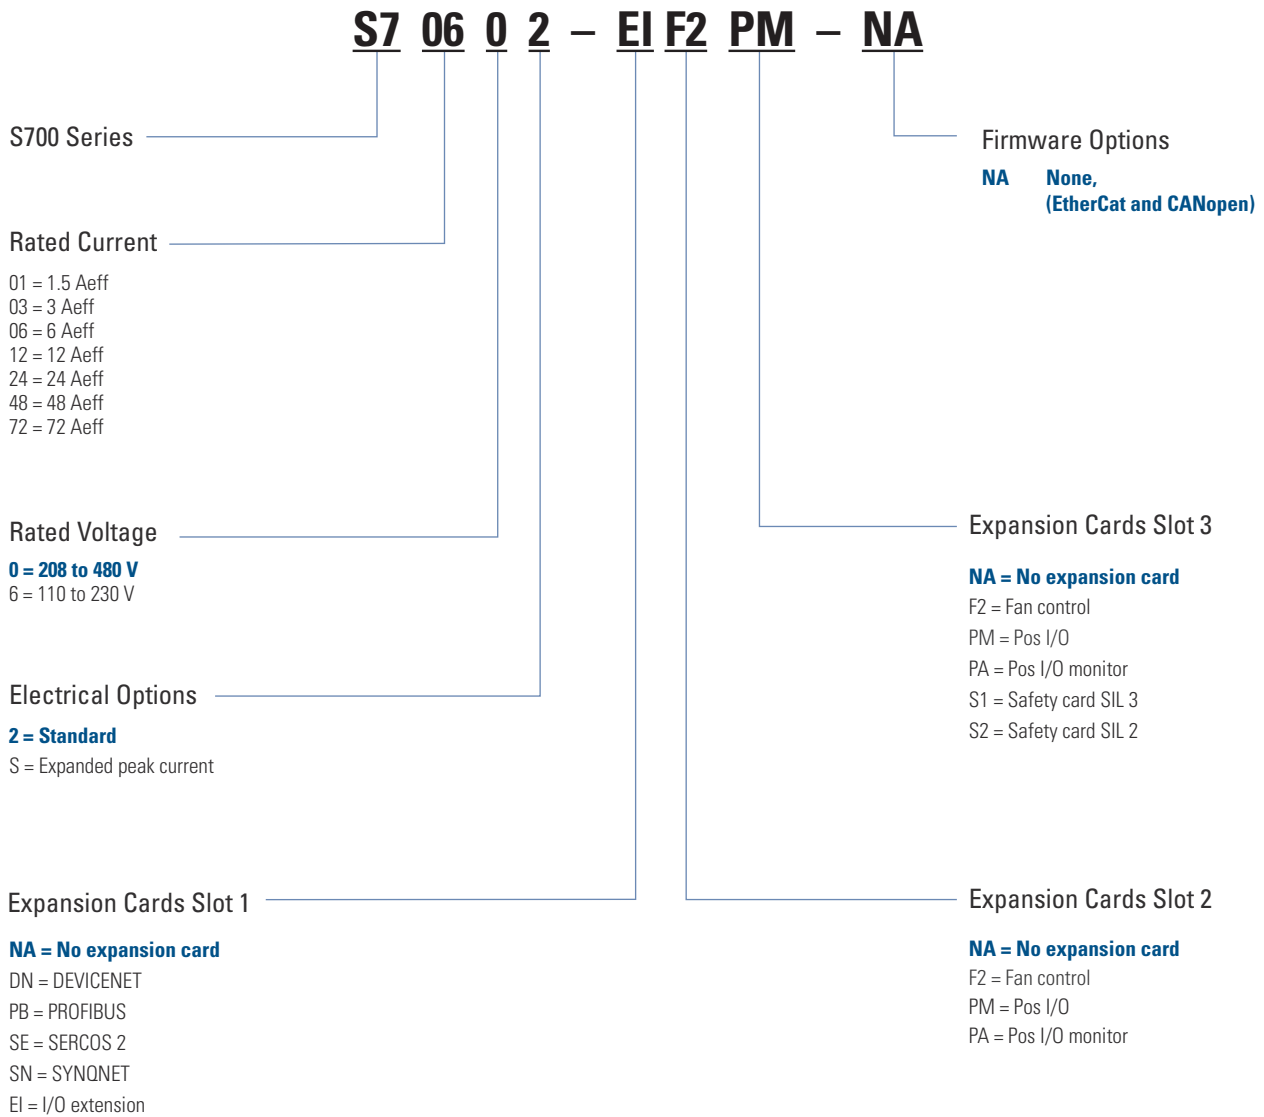 S7 06 0 2 – EI F2 PM – NA
S700 Series
Rated Current
01 = 1.5 Aeff
03 = 3 Aeff
06 = 6 Aeff
12 = 12 Aeff
24 = 24 Aeff
48 = 48 Aeff
72 = 72 Aeff
Rated Voltage
0 = 208 to 480 V
6 = 110 to 230 V
Electrical Options
2 = Standard
S = Expanded peak current
Expansion Cards Slot 1
NA = No expansion card
DN = DEVICENET
PB = PROFIBUS
SE = SERCOS 2
SN = SYNQNET
EI = I/O extension
Firmware Options
NA None,
(EtherCat and CANopen)
Expansion Cards Slot 3
NA = No expansion card
F2 = Fan control
PM = Pos I/O
PA = Pos I/O monitor
S1 = Safety card SIL 3
S2 = Safety card SIL 2
Expansion Cards Slot 2
NA = No expansion card
F2 = Fan control
PM = Pos I/O
PA = Pos I/O monitor